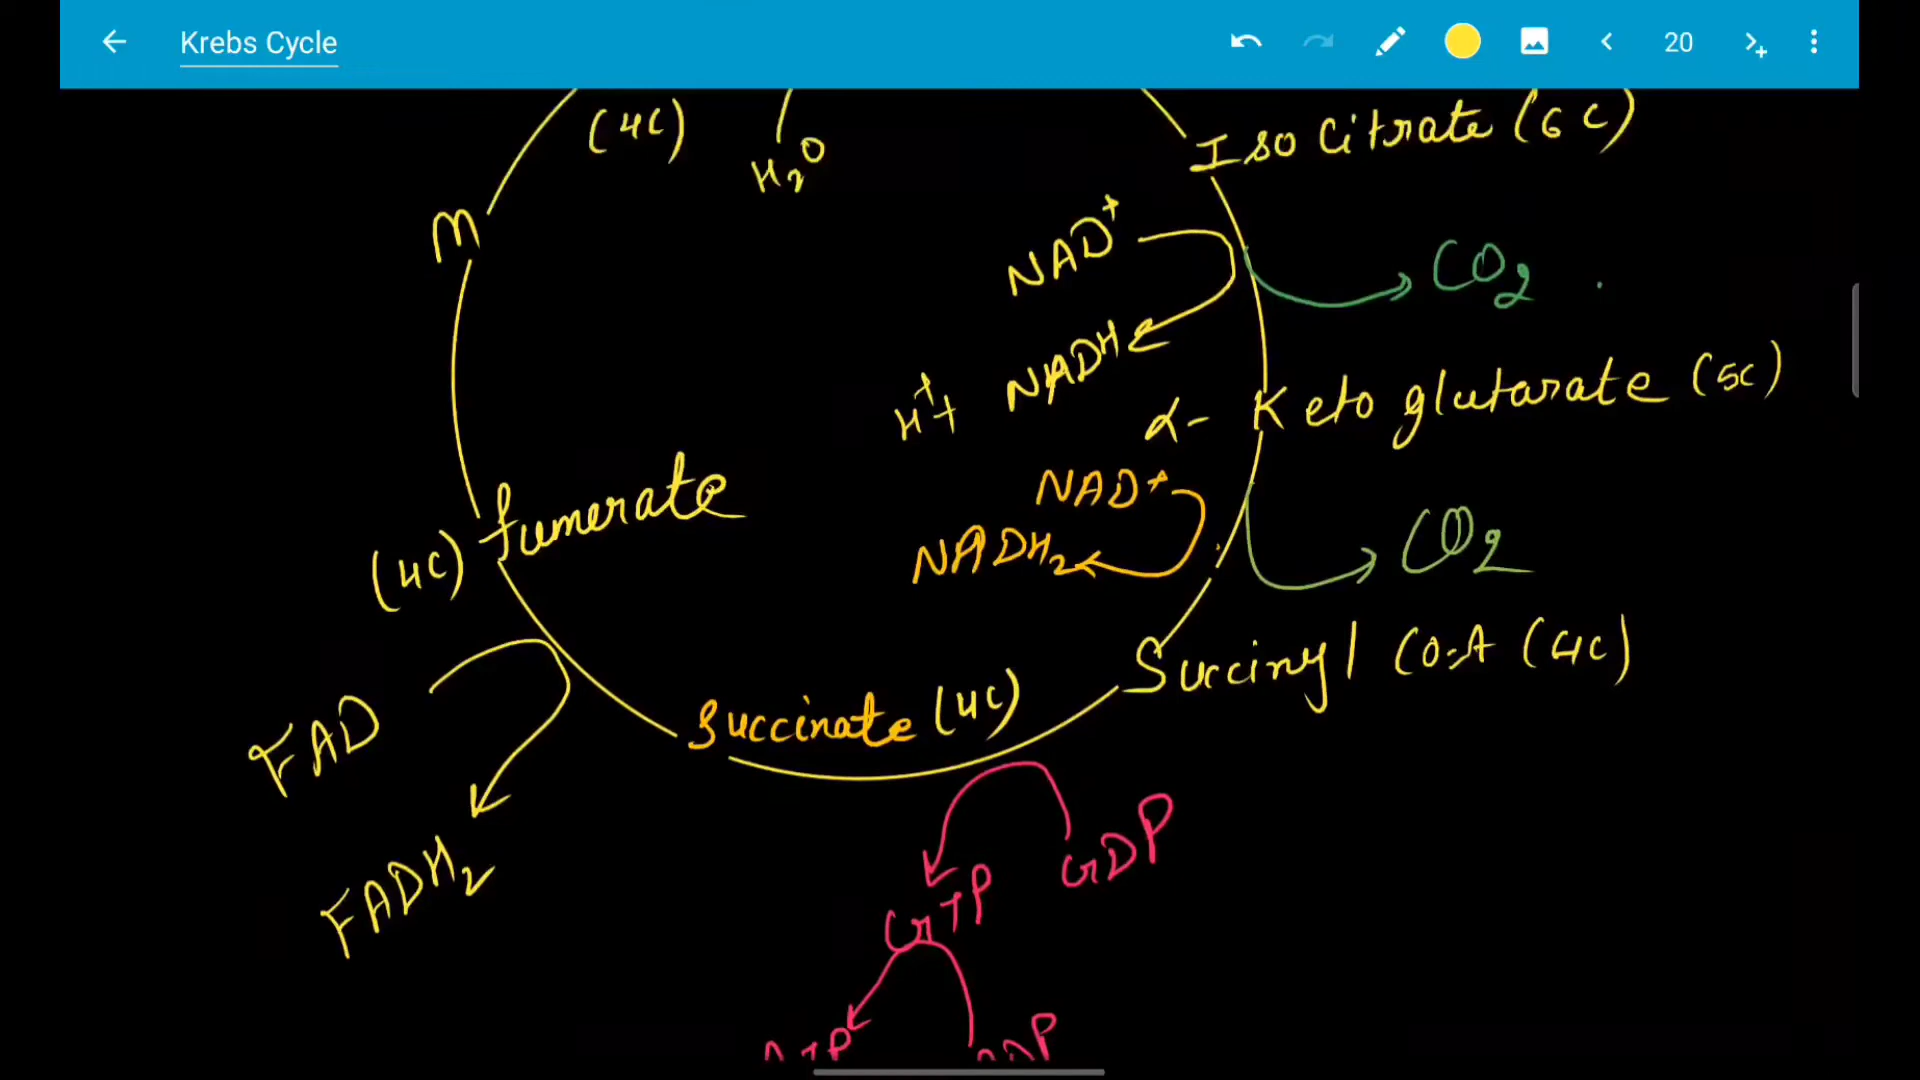 Krebs Cycle
20
(4C)
H2O
Iso Citrate (6C)
M
NAD+
CO2
H+ + NADH
α- Keto glutarate (5C)
NAD+
NADH2
CO2
fumerate
(4C)
Succinyl CO-A (4C)
Succinate (4C)
FAD
FADH2
GDP
GTP